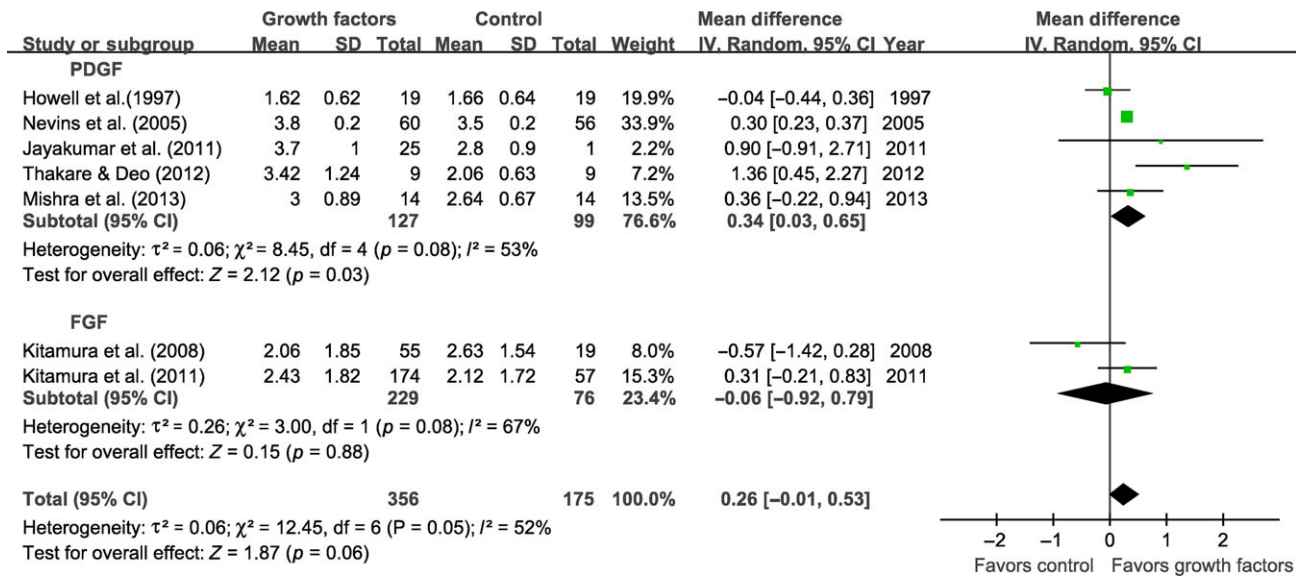 Growth factors Control Mean difference Mean difference
Study or subgroup Mean SD Total Mean SD Total Weight IV. Random. 95% CI Year IV. Random. 95% CI
PDGF
Howell et al.(1997) 1.62 0.62 19 1.66 0.64 19 19.9% −0.04 [−0.44, 0.36] 1997
Nevins et al. (2005) 3.8 0.2 60 3.5 0.2 56 33.9% 0.30 [0.23, 0.37] 2005
Jayakumar et al. (2011) 3.7 1 25 2.8 0.9 1 2.2% 0.90 [−0.91, 2.71] 2011
Thakare & Deo (2012) 3.42 1.24 9 2.06 0.63 9 7.2% 1.36 [0.45, 2.27] 2012
Mishra et al. (2013) 3 0.89 14 2.64 0.67 14 13.5% 0.36 [−0.22, 0.94] 2013
Subtotal (95% CI) 127 99 76.6% 0.34 [0.03, 0.65]
Heterogeneity: τ² = 0.06; χ² = 8.45, df = 4 (p = 0.08); I² = 53%
Test for overall effect: Z = 2.12 (p = 0.03)
FGF
Kitamura et al. (2008) 2.06 1.85 55 2.63 1.54 19 8.0% −0.57 [−1.42, 0.28] 2008
Kitamura et al. (2011) 2.43 1.82 174 2.12 1.72 57 15.3% 0.31 [−0.21, 0.83] 2011
Subtotal (95% CI) 229 76 23.4% −0.06 [−0.92, 0.79]
Heterogeneity: τ² = 0.26; χ² = 3.00, df = 1 (p = 0.08); I² = 67%
Test for overall effect: Z = 0.15 (p = 0.88)
Total (95% CI) 356 175 100.0% 0.26 [−0.01, 0.53]
Heterogeneity: τ² = 0.06; χ² = 12.45, df = 6 (P = 0.05); I² = 52%
Test for overall effect: Z = 1.87 (p = 0.06)
−2 −1 0 1 2
Favors control Favors growth factors